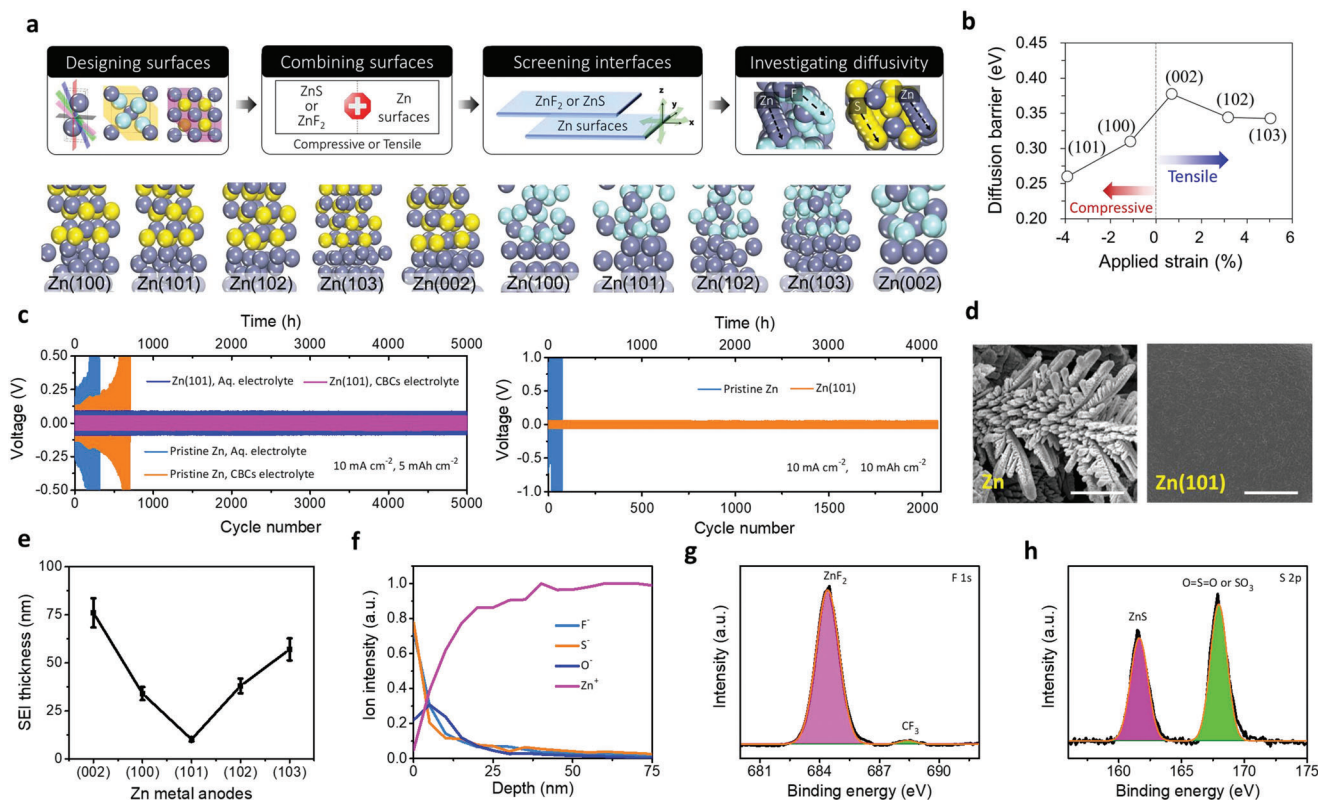 a
Designing surfaces
Combining surfaces
Screening interfaces
Investigating diffusivity
ZnS
or
ZnF2
Zn
surfaces
Compressive or Tensile
ZnF2 or ZnS
Zn surfaces
z
y
x
Zn
F
S
Zn
Zn(100)
Zn(101)
Zn(102)
Zn(103)
Zn(002)
Zn(100)
Zn(101)
Zn(102)
Zn(103)
Zn(002)
b
Diffusion barrier (eV)
0.45
0.40
0.35
0.30
0.25
0.20
(101)
(100)
(002)
(102)
(103)
Tensile
Compressive
-4
-2
0
2
4
6
Applied strain (%)
c
Time (h)
0 1000 2000 3000 4000 5000
Voltage (V)
0.50
0.25
0.00
-0.25
-0.50
Zn(101), Aq. electrolyte
Zn(101), CBCs electrolyte
Pristine Zn, Aq. electrolyte
Pristine Zn, CBCs electrolyte
10 mA cm-2, 5 mAh cm-2
0 1000 2000 3000 4000 5000
Cycle number
Time (h)
0 1000 2000 3000 4000
Voltage (V)
1.0
0.5
0.0
-0.5
-1.0
Pristine Zn
Zn(101)
10 mA cm-2, 10 mAh cm-2
0 500 1000 1500 2000
Cycle number
d
Zn
Zn(101)
e
SEI thickness (nm)
100
75
50
25
0
(002) (100) (101) (102) (103)
Zn metal anodes
f
Ion intensity (a.u.)
1.0
0.8
0.6
0.4
0.2
0.0
F-
S-
O-
Zn+
0 25 50 75
Depth (nm)
g
Intensity (a.u.)
ZnF2
F 1s
CF3
681 684 687 690
Binding energy (eV)
h
Intensity (a.u.)
O=S=O or SO3
S 2p
ZnS
160 165 170 175
Binding energy (eV)